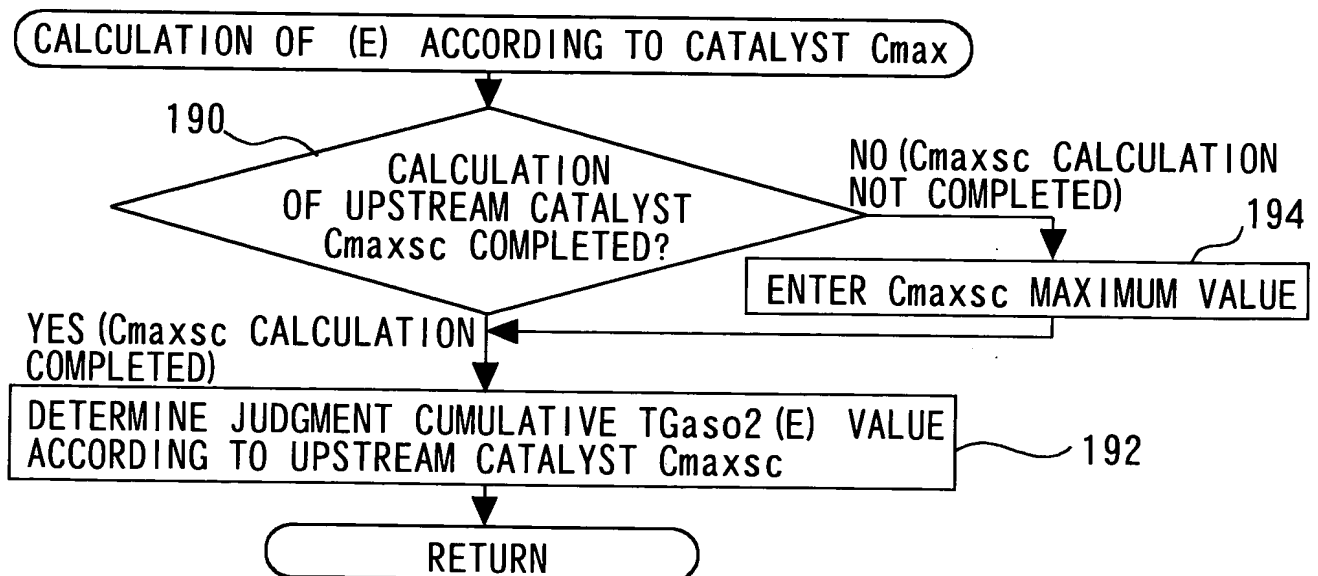 CALCULATION OF (E) ACCORDING TO CATALYST Cmax
190
CALCULATION
OF UPSTREAM CATALYST
Cmaxsc COMPLETED?
NO (Cmaxsc CALCULATION
NOT COMPLETED)
194
ENTER Cmaxsc MAXIMUM VALUE
YES (Cmaxsc CALCULATION
COMPLETED)
DETERMINE JUDGMENT CUMULATIVE TGaso2 (E) VALUE
ACCORDING TO UPSTREAM CATALYST Cmaxsc
192
RETURN